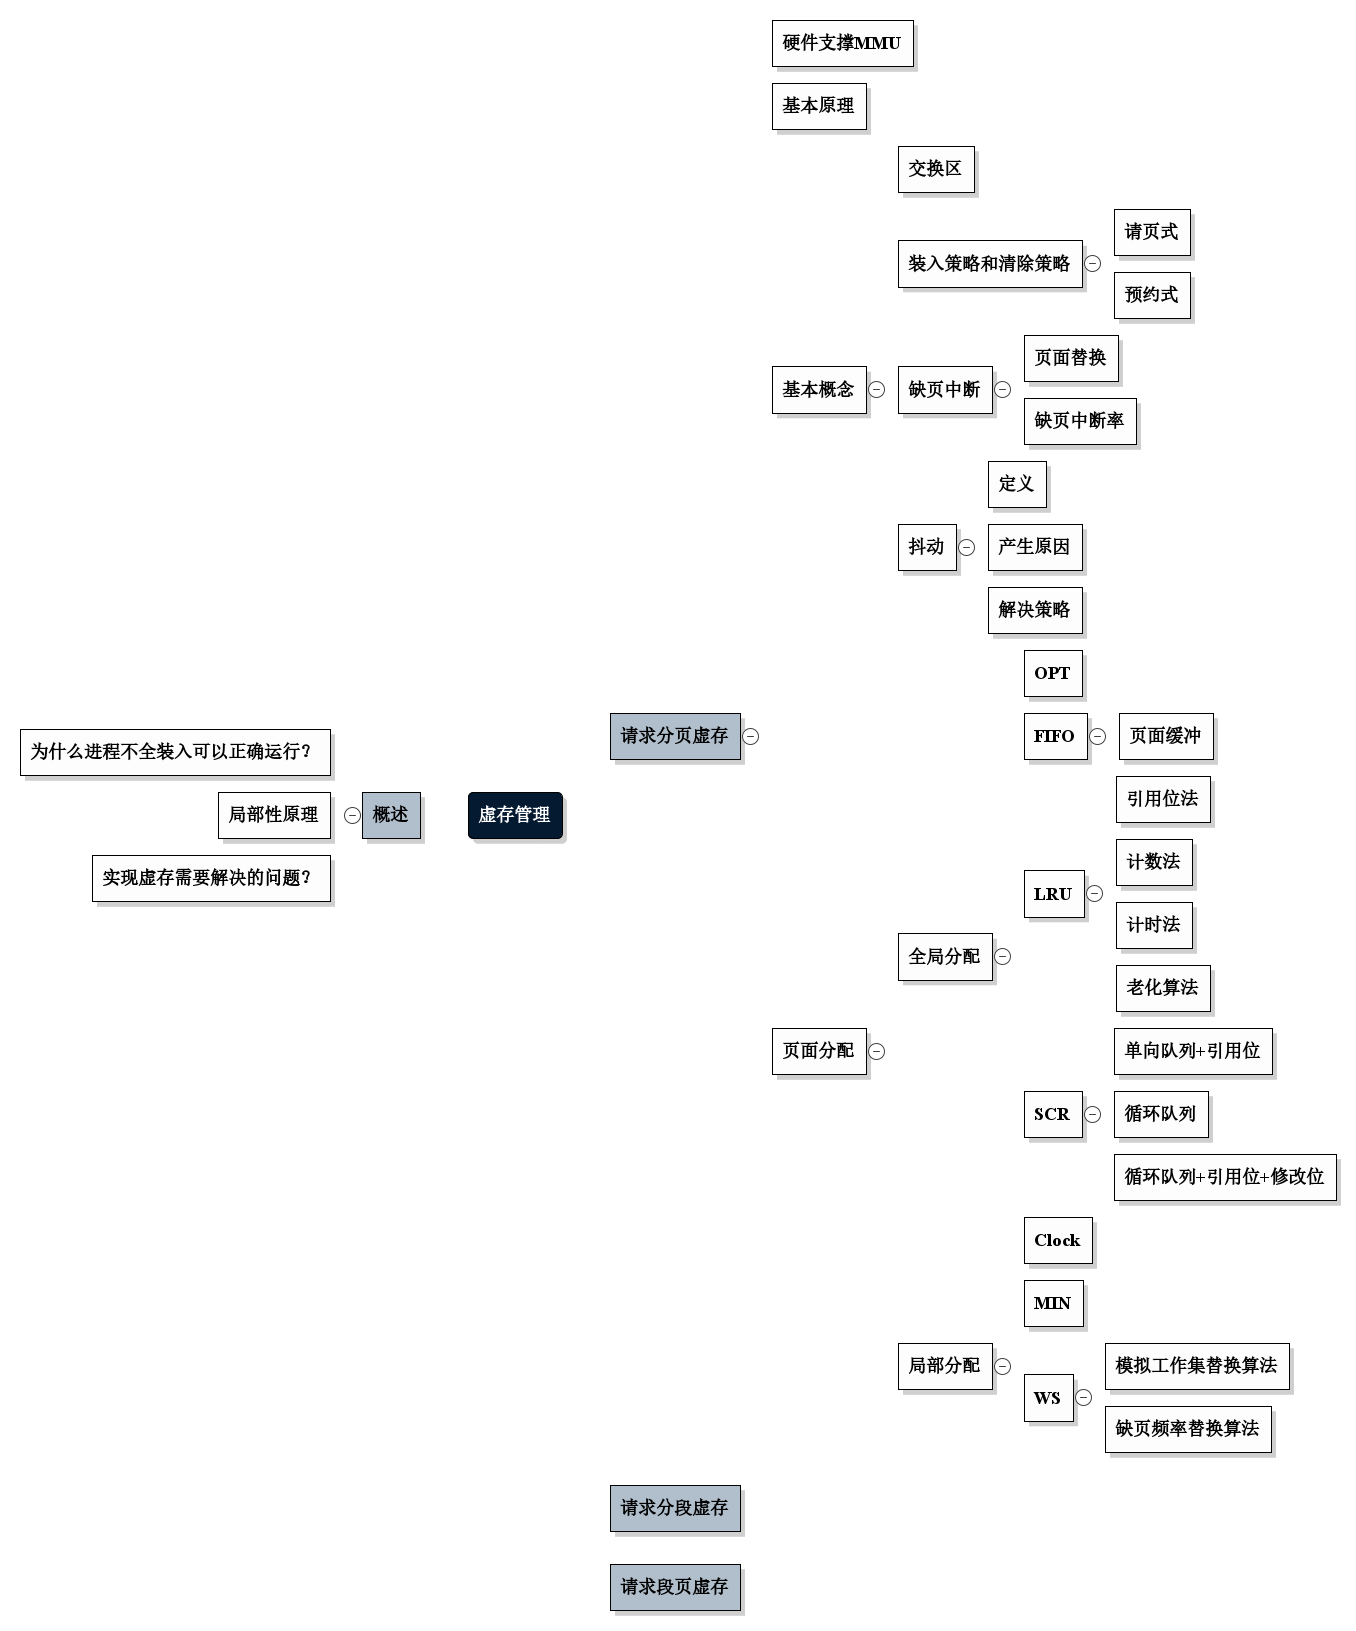 硬件支撑MMU
基本原理
交换区
请页式
装入策略和清除策略
预约式
页面替换
基本概念
缺页中断
缺页中断率
定义
抖动
产生原因
解决策略
OPT
请求分页虚存
FIFO
页面缓冲
为什么进程不全装入可以正确运行?
引用位法
局部性原理
概述
虚存管理
计数法
实现虚存需要解决的问题?
LRU
计时法
全局分配
老化算法
页面分配
单向队列+引用位
SCR
循环队列
循环队列+引用位+修改位
Clock
MIN
局部分配
模拟工作集替换算法
WS
缺页频率替换算法
请求分段虚存
请求段页虚存